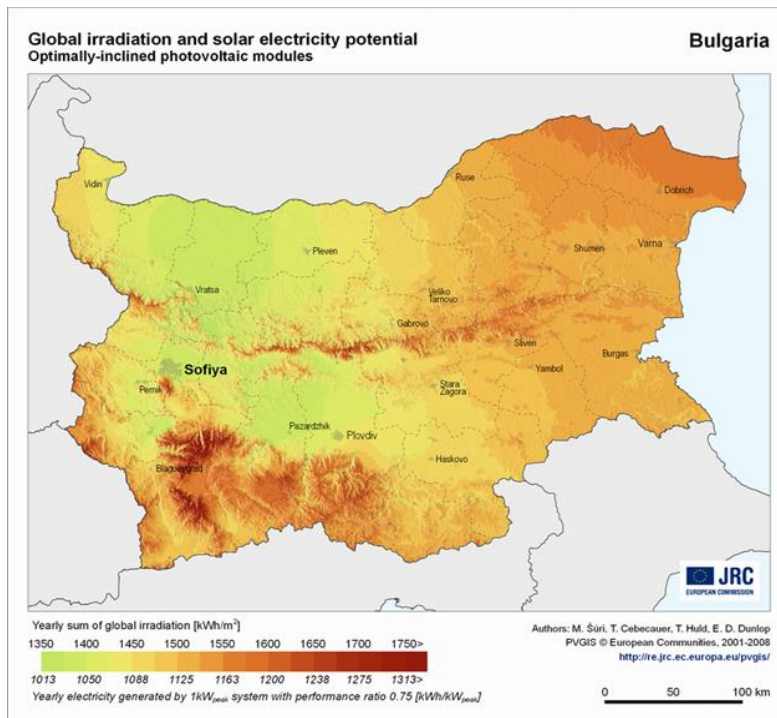 Global irradiation and solar electricity potential
Optimally-inclined photovoltaic modules
Bulgaria
Vidin
Ruse
Dobrich
Pleven
Shumen
Varna
Vratsa
Veliko
Tarnovo
Gabrovo
Sliven
Burgas
Sofiya
Yambol
Pernik
Stara
Zagora
Pazardzhik
Plovdiv
Haskovo
Blagoevgrad
JRC
EUROPEAN COMMISSION
Yearly sum of global irradiation [kWh/m²]
1350 1400 1450 1500 1550 1600 1650 1700 1750>
1013 1050 1088 1125 1163 1200 1238 1275 1313>
Yearly electricity generated by 1kWpeak system with performance ratio 0.75 [kWh/kWpeak]
Authors: M. Šúri, T. Cebecauer, T. Huld, E. D. Dunlop
PVGIS © European Communities, 2001-2008
http://re.jrc.ec.europa.eu/pvgis/
0 50 100 km